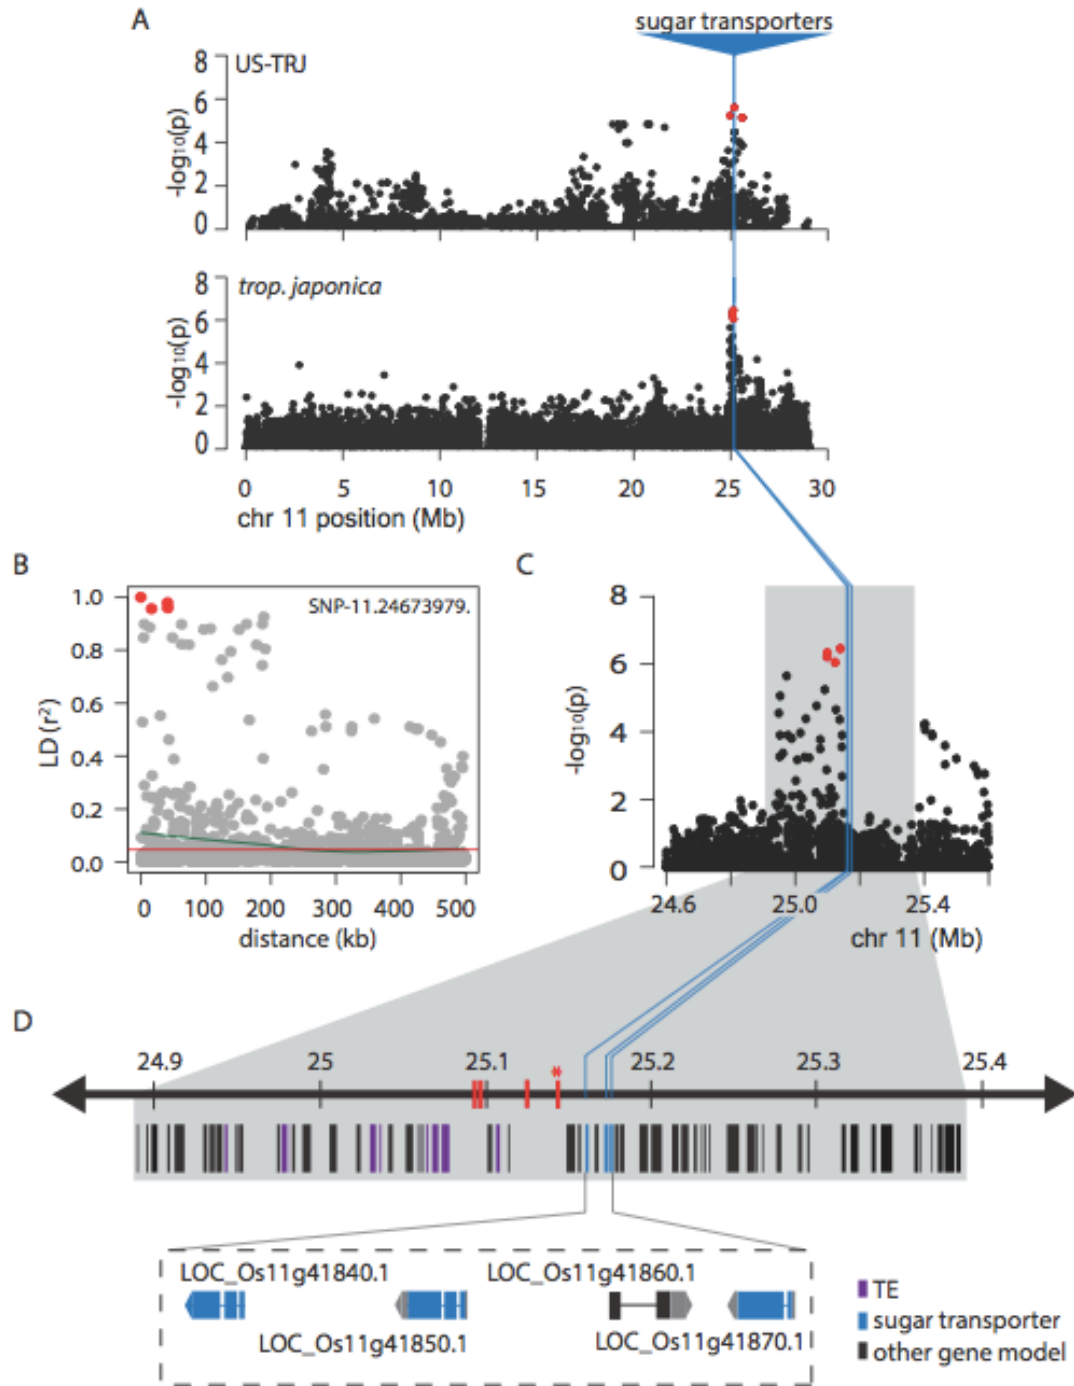 A
sugar transporters
US-TRJ
8
6
4
2
0
-log10(p)
trop. japonica
8
6
4
2
0
-log10(p)
0 5 10 15 20 25 30
chr 11 position (Mb)
B
SNP-11.24673979.
1.0
0.8
0.6
0.4
0.2
0.0
LD (r²)
0 100 200 300 400 500
distance (kb)
C
8
6
4
2
0
-log10(p)
24.6 25.0 25.4
chr 11 (Mb)
D
24.9 25 25.1 25.2 25.3 25.4
*
LOC_Os11g41840.1 LOC_Os11g41860.1
LOC_Os11g41850.1 LOC_Os11g41870.1
TE
sugar transporter
other gene model